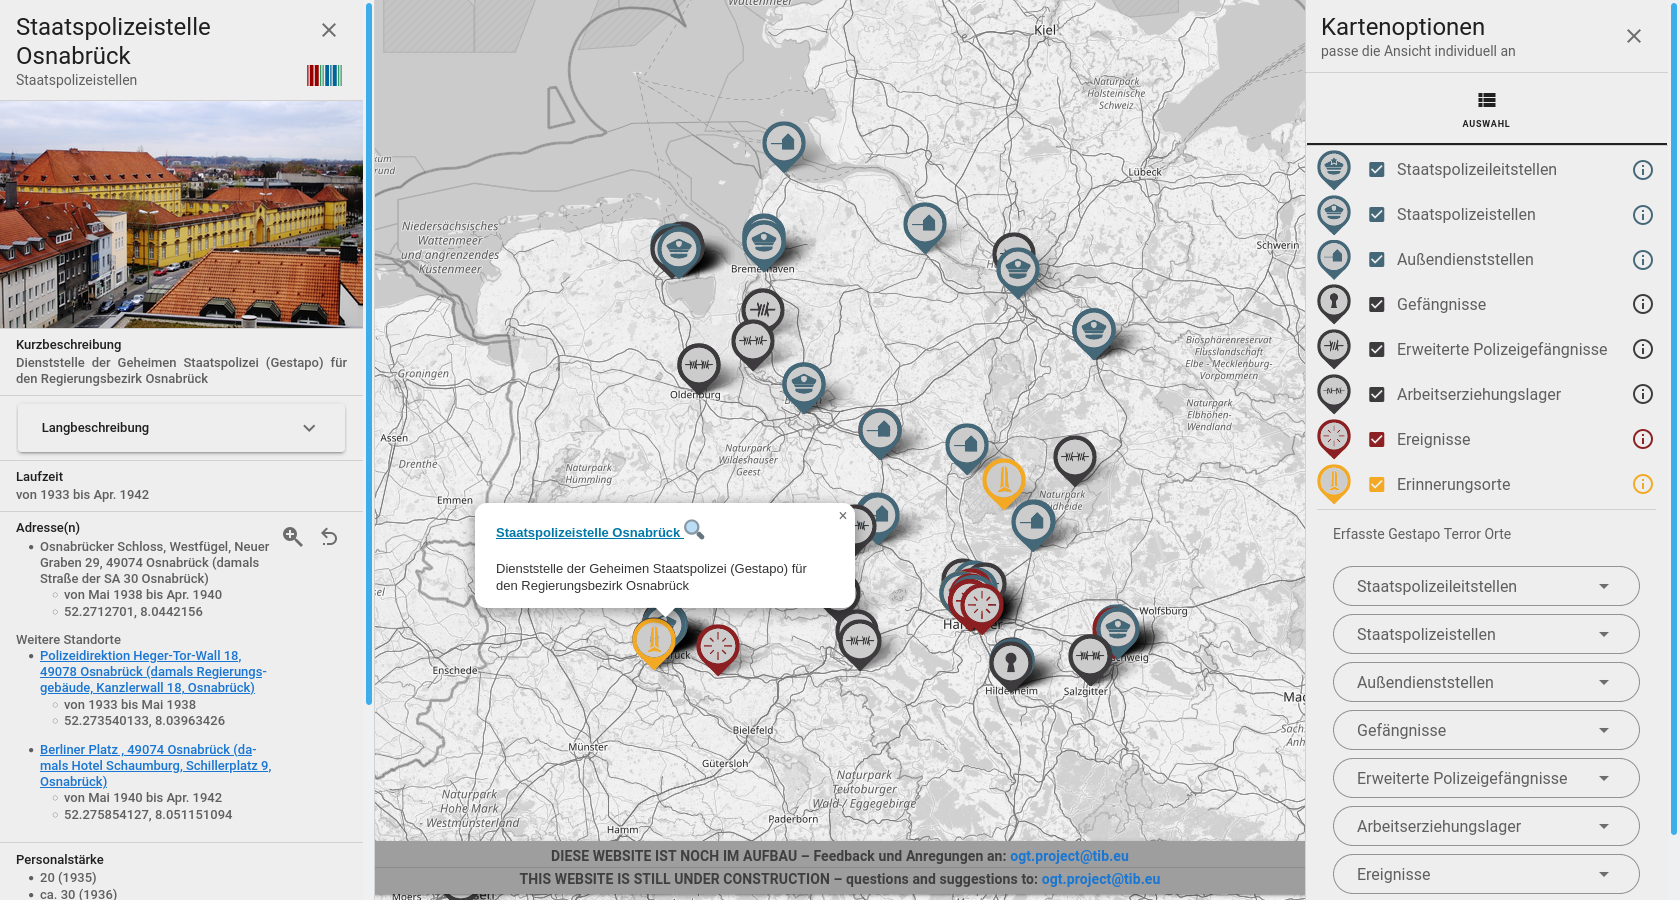 Staatspolizeistelle
Osnabrück
Staatspolizeistellen
Kurzbeschreibung
Dienststelle der Geheimen Staatspolizei (Gestapo) für
den Regierungsbezirk Osnabrück
Langbeschreibung
Laufzeit
von 1933 bis Apr. 1942
Adresse(n)
Osnabrücker Schloss, Westfügel, Neuer
Graben 29, 49074 Osnabrück (damals
Straße der SA 30 Osnabrück)
von Mai 1938 bis Apr. 1940
52.2712701, 8.0442156
Weitere Standorte
Polizeidirektion Heger-Tor-Wall 18,
49078 Osnabrück (damals Regierungs-
gebäude, Kanzlerwall 18, Osnabrück)
von 1933 bis Mai 1938
52.273540133, 8.03963426
Berliner Platz , 49074 Osnabrück (da-
mals Hotel Schaumburg, Schillerplatz 9,
Osnabrück)
von Mai 1940 bis Apr. 1942
52.275854127, 8.051151094
Personalstärke
20 (1935)
ca. 30 (1936)
Wattenmeer
Kiel
Naturpark
Holsteinische
Schweiz
Lübeck
Niedersächsisches
Wattenmeer
und angrenzendes
Küstenmeer
Schwerin
Bremerhaven
Biosphärenreservat
Flusslandschaft
Elbe - Mecklenburg-
Vorpommern
Groningen
Oldenburg
Naturpark
Elbhöhen-
Wendland
Assen
Drenthe
Naturpark
Wildeshauser
Geest
Naturpark
Hümmling
Emmen
Naturpark
Staatspolizeistelle Osnabrück
×
Dienststelle der Geheimen Staatspolizei (Gestapo) für
den Regierungsbezirk Osnabrück
Wolfsburg
Enschede
Hildesheim
Salzgitter
Bielefeld
Münster
Gütersloh
Naturpark
Teutoburger
Wald / Eggegebirge
Naturpark
Hohe Mark
- Westmünsterland
Paderborn
Hamm
Moers
DIESE WEBSITE IST NOCH IM AUFBAU – Feedback und Anregungen an: ogt.project@tib.eu
THIS WEBSITE IS STILL UNDER CONSTRUCTION – questions and suggestions to: ogt.project@tib.eu
Kartenoptionen
passe die Ansicht individuell an
AUSWAHL
Staatspolizeileitstellen
Staatspolizeistellen
Außendienststellen
Gefängnisse
Erweiterte Polizeigefängnisse
Arbeitserziehungslager
Ereignisse
Erinnerungsorte
Erfasste Gestapo Terror Orte
Staatspolizeileitstellen
Staatspolizeistellen
Außendienststellen
Gefängnisse
Erweiterte Polizeigefängnisse
Arbeitserziehungslager
Ereignisse